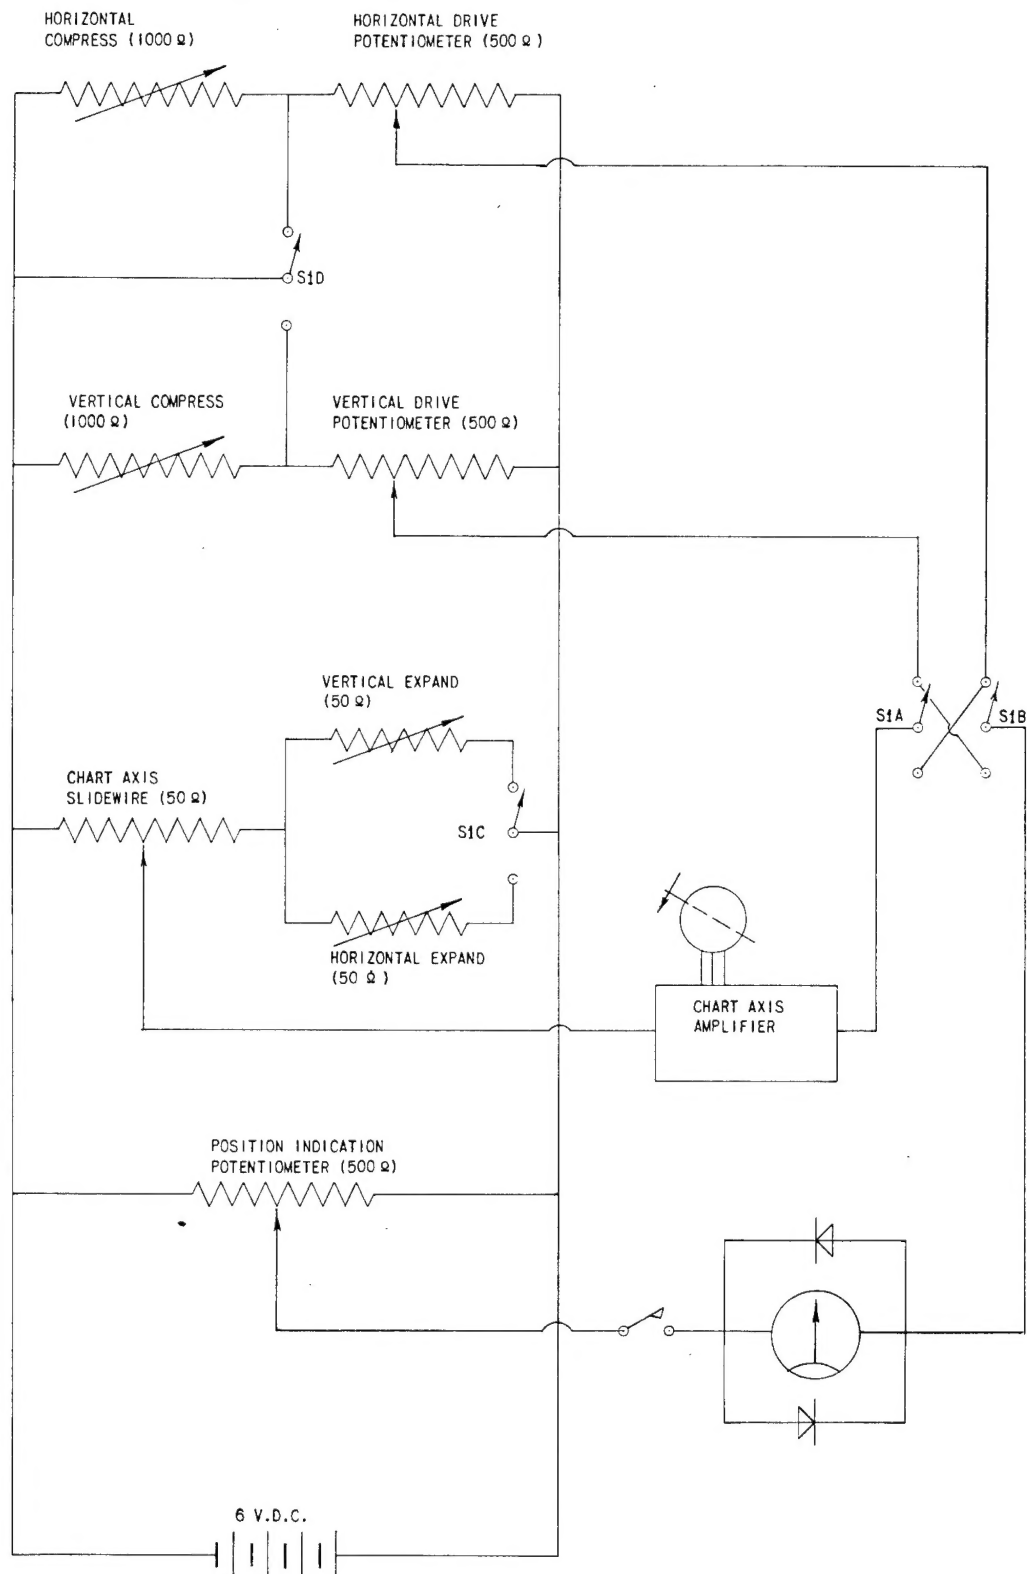 HORIZONTAL
COMPRESS (1000 Ω)
HORIZONTAL DRIVE
POTENTIOMETER (500 Ω)
S1D
VERTICAL COMPRESS
(1000 Ω)
VERTICAL DRIVE
POTENTIOMETER (500 Ω)
VERTICAL EXPAND
(50 Ω)
S1A
S1B
CHART AXIS
SLIDEWIRE (50 Ω)
S1C
HORIZONTAL EXPAND
(50 Ω)
CHART AXIS
AMPLIFIER
POSITION INDICATION
POTENTIOMETER (500 Ω)
6 V.D.C.